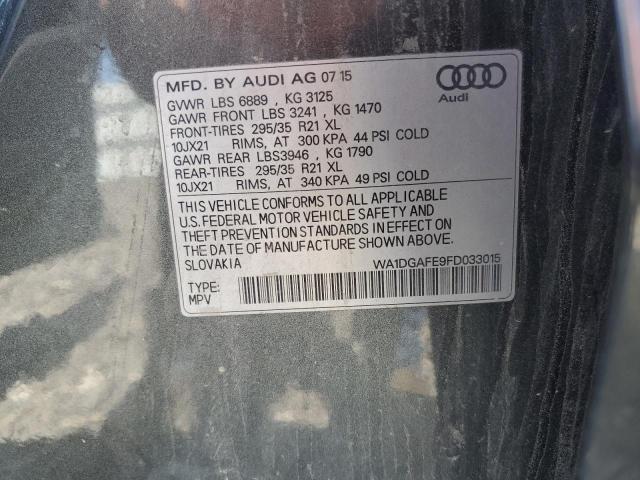 MFD. BY AUDI AG 07 15
GVWR LBS 6889 , KG 3125
GAWR FRONT LBS 3241 , KG 1470
FRONT-TIRES 295/35 R21 XL
10JX21 RIMS, AT 300 KPA 44 PSI COLD
GAWR REAR LBS3946 , KG 1790
REAR-TIRES 295/35 R21 XL
10JX21 RIMS, AT 340 KPA 49 PSI COLD
Audi
THIS VEHICLE CONFORMS TO ALL APPLICABLE
U.S. FEDERAL MOTOR VEHICLE SAFETY AND
THEFT PREVENTION STANDARDS IN EFFECT ON
THE DATE OF MANUFACTURE SHOWN ABOVE.
SLOVAKIA
WA1DGAFE9FD033015
TYPE:
MPV